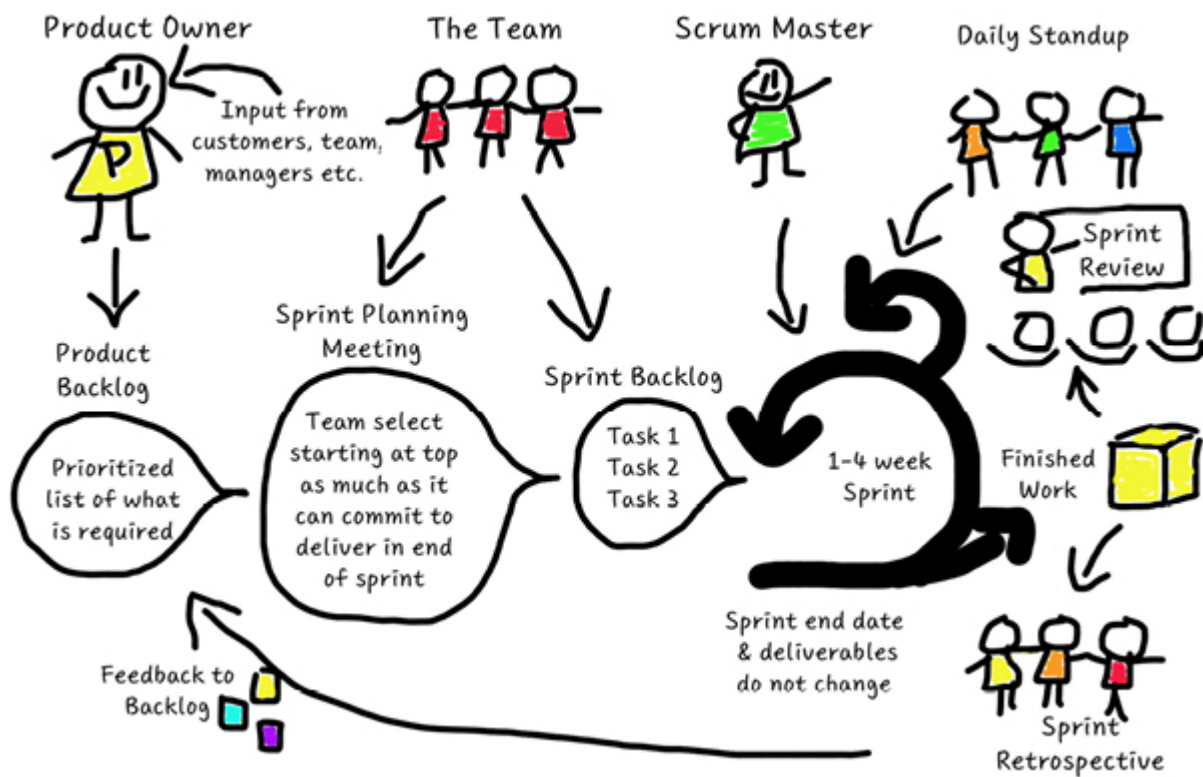 Product Owner
Input from
customers, team,
managers etc.
P
The Team
Scrum Master
Daily Standup
Sprint
Review
Product
Backlog
Prioritized
list of what
is required
Sprint Planning
Meeting
Team select
starting at top
as much as it
can commit to
deliver in end
of sprint
Sprint Backlog
Task 1
Task 2
Task 3
1-4 week
Sprint
Finished
Work
Sprint end date
& deliverables
do not change
Feedback to
Backlog
Sprint
Retrospective